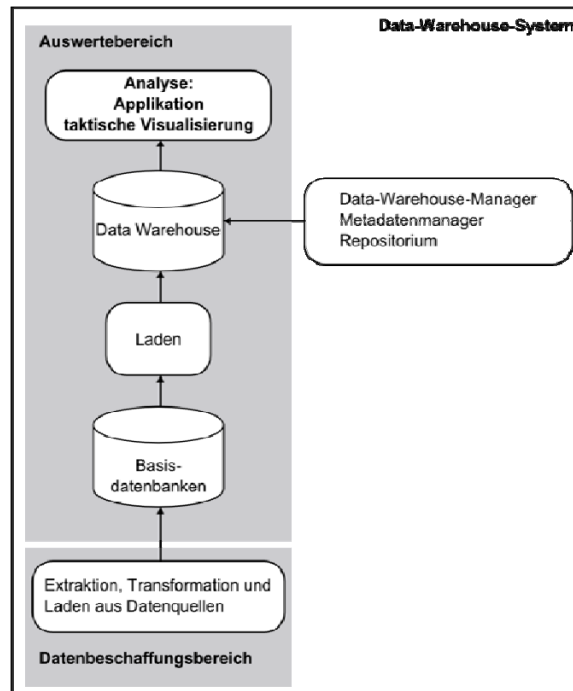 Data-Warehouse-System
Auswertebereich
Analyse:
Applikation
taktische Visualisierung
Data Warehouse
Data-Warehouse-Manager
Metadatenmanager
Repositorium
Laden
Basis-
datenbanken
Extraktion, Transformation und
Laden aus Datenquellen
Datenbeschaffungsbereich